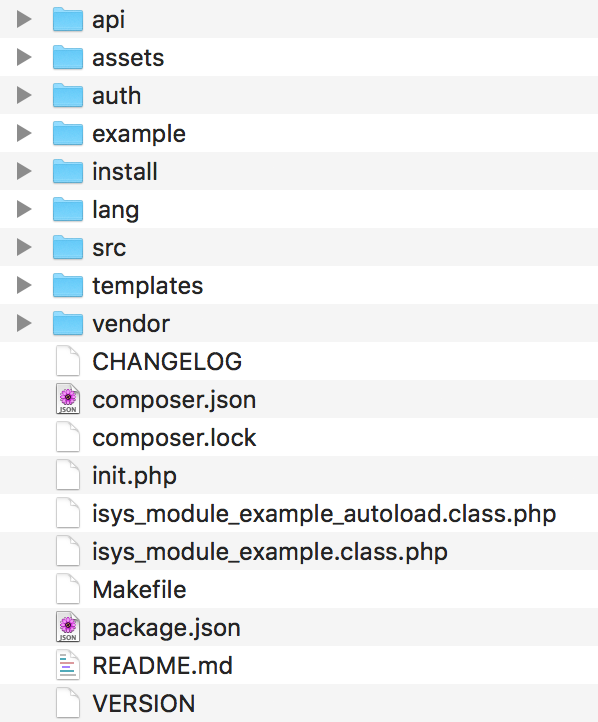 api
assets
auth
example
install
lang
src
templates
vendor
CHANGELOG
JSON composer.json
composer.lock
init.php
isys_module_example_autoload.class.php
isys_module_example.class.php
Makefile
JSON package.json
README.md
VERSION